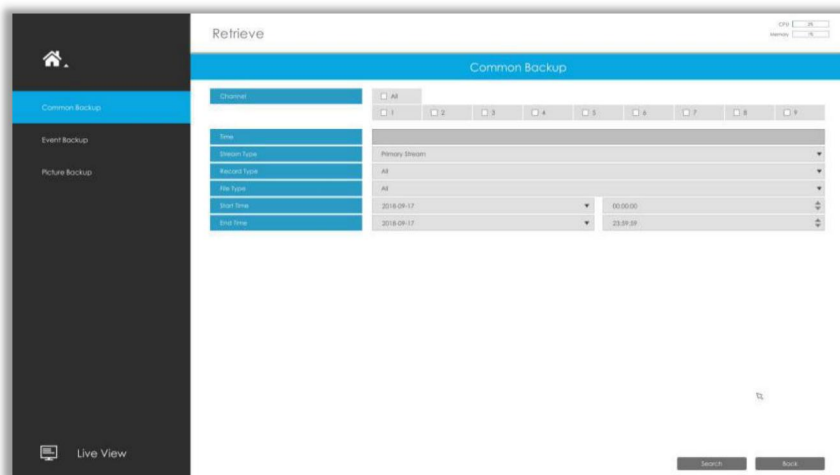 Retrieve
CPU
Memory
Common Backup
Common Backup
Event Backup
Picture Backup
Live View
Channel All
1 2 3 4 5 6 7 8 9
Time
Stream Type Primary Stream
Record Type All
File Type All
Start Time 2018-09-17 00:00:00
End Time 2018-09-17 23:59:59
Search Back